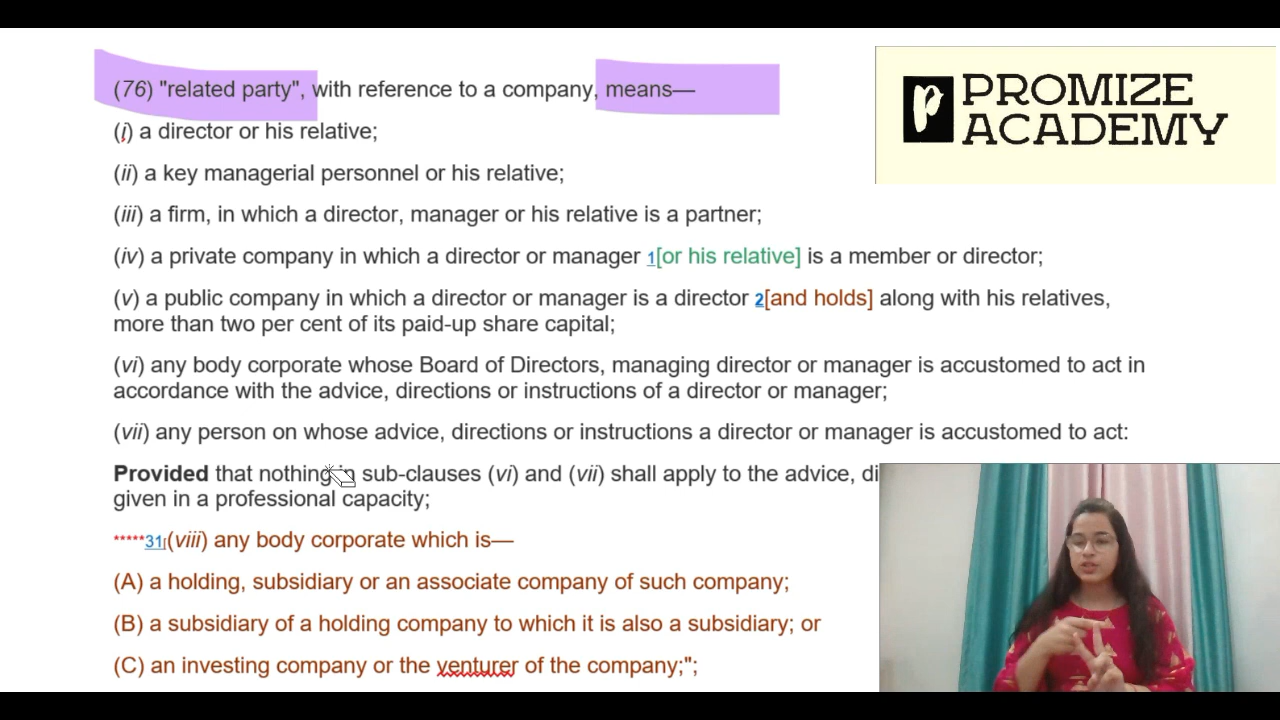 (76) "related party", with reference to a company, means—
PROMIZE
ACADEMY
(i) a director or his relative;
(ii) a key managerial personnel or his relative;
(iii) a firm, in which a director, manager or his relative is a partner;
(iv) a private company in which a director or manager 1[or his relative] is a member or director;
(v) a public company in which a director or manager is a director 2[and holds] along with his relatives,
more than two per cent of its paid-up share capital;
(vi) any body corporate whose Board of Directors, managing director or manager is accustomed to act in
accordance with the advice, directions or instructions of a director or manager;
(vii) any person on whose advice, directions or instructions a director or manager is accustomed to act:
Provided that nothing in sub-clauses (vi) and (vii) shall apply to the advice,
given in a professional capacity;
*****31[(viii) any body corporate which is—
(A) a holding, subsidiary or an associate company of such company;
(B) a subsidiary of a holding company to which it is also a subsidiary; or
(C) an investing company or the venturer of the company;";